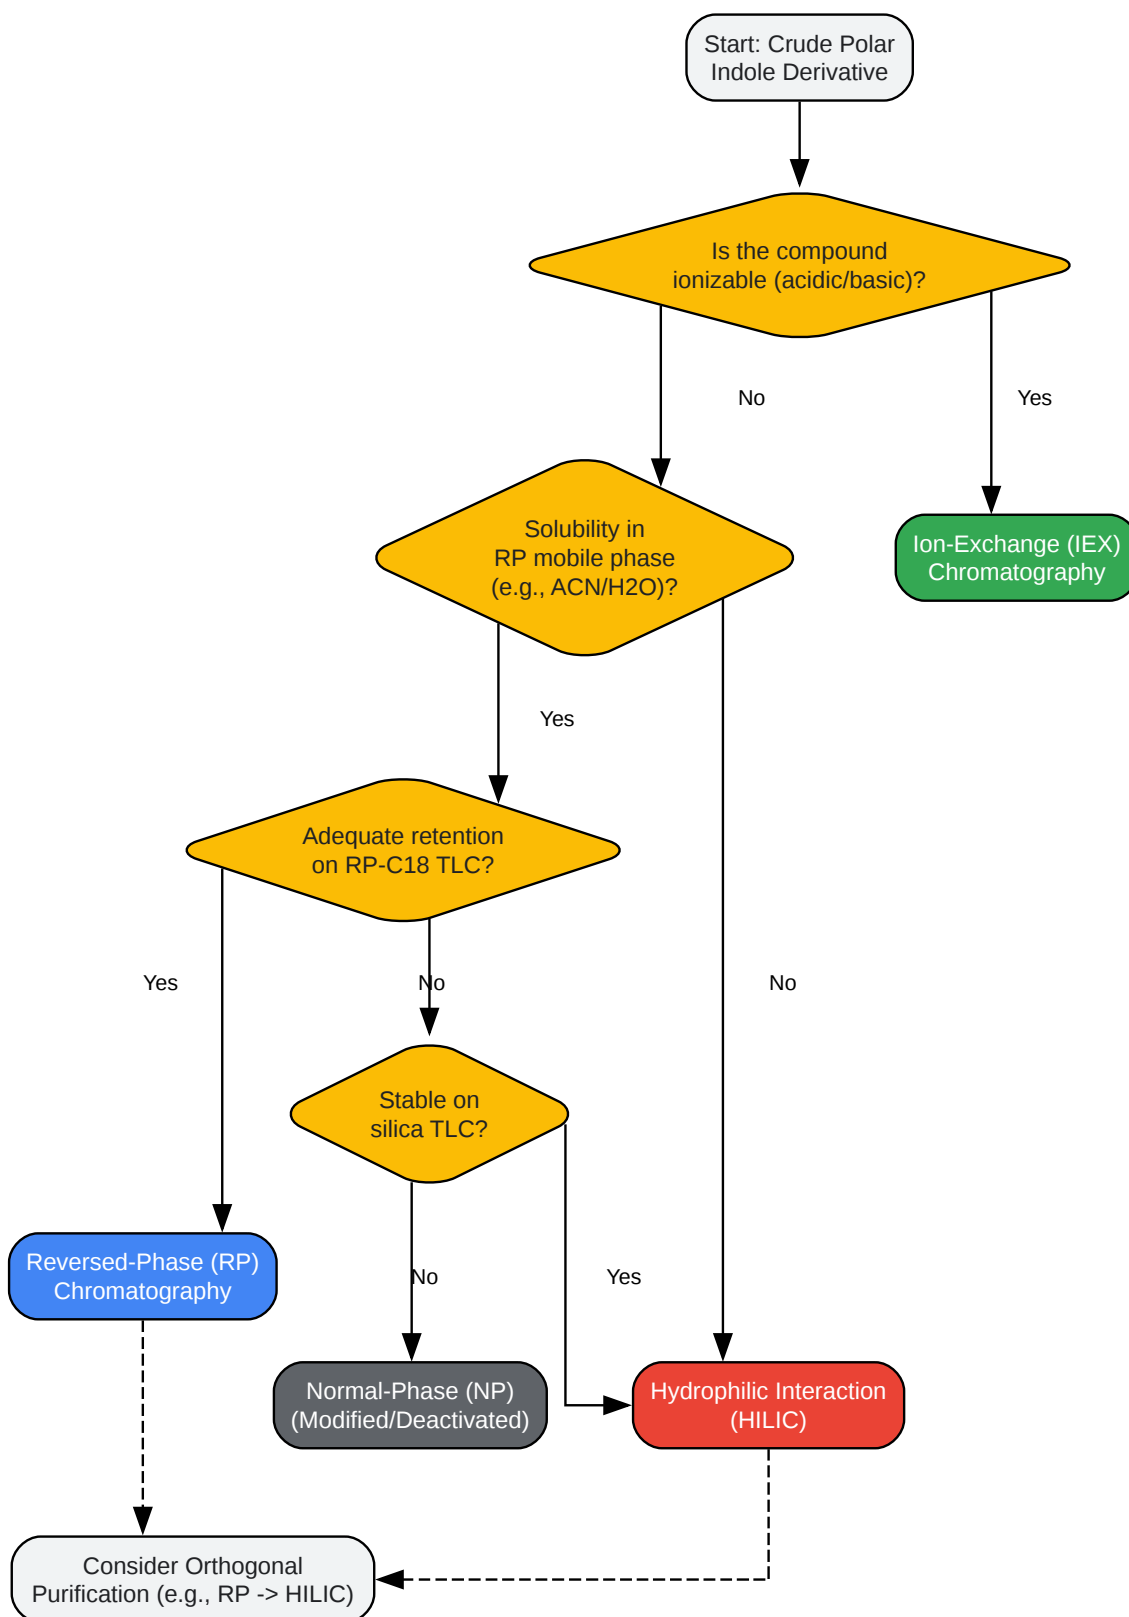 Start: Crude Polar
Indole Derivative
Is the compound
ionizable (acidic/basic)?
No
Yes
Solubility in
RP mobile phase
(e.g., ACN/H2O)?
Ion-Exchange (IEX)
Chromatography
Yes
Adequate retention
on RP-C18 TLC?
Yes
No
No
Stable on
silica TLC?
Reversed-Phase (RP)
Chromatography
No
Yes
Normal-Phase (NP)
(Modified/Deactivated)
Hydrophilic Interaction
(HILIC)
Consider Orthogonal
Purification (e.g., RP -> HILIC)